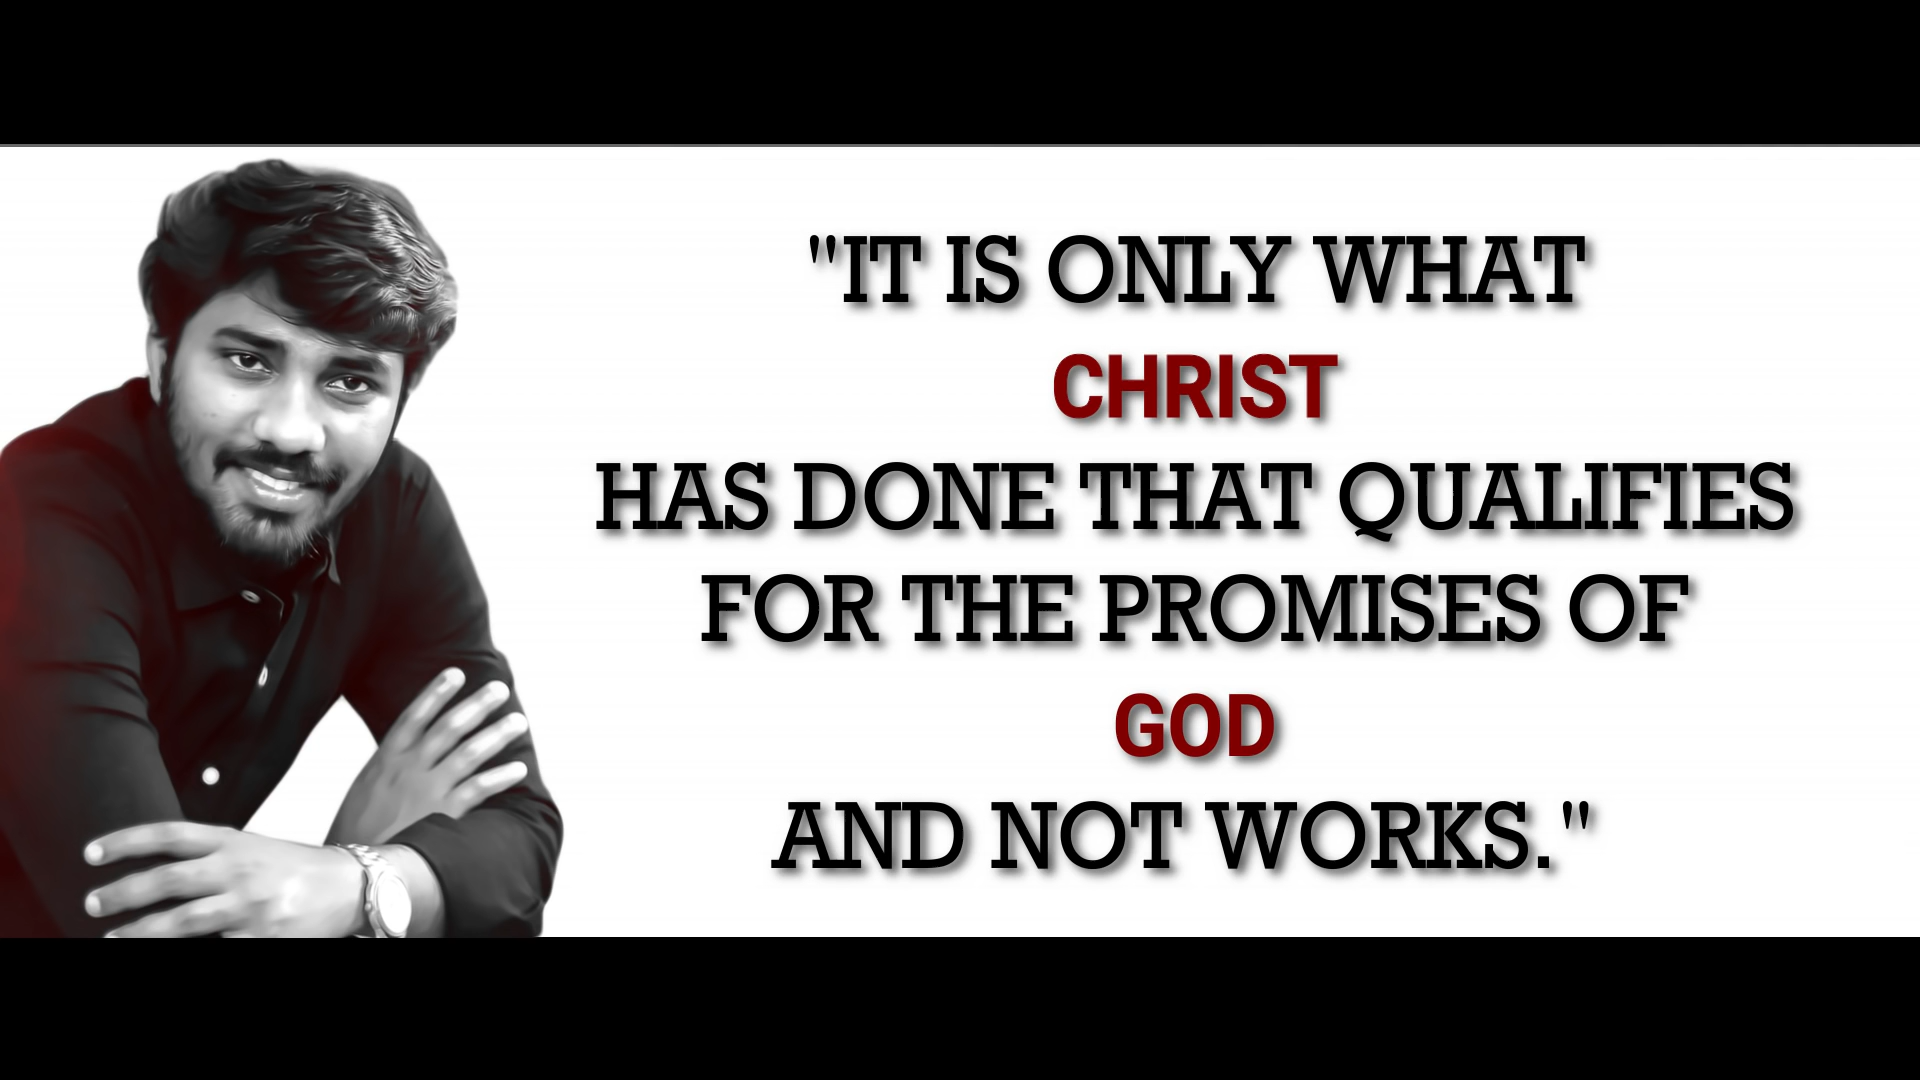 "IT IS ONLY WHAT
CHRIST
HAS DONE THAT QUALIFIES
FOR THE PROMISES OF
GOD
AND NOT WORKS."